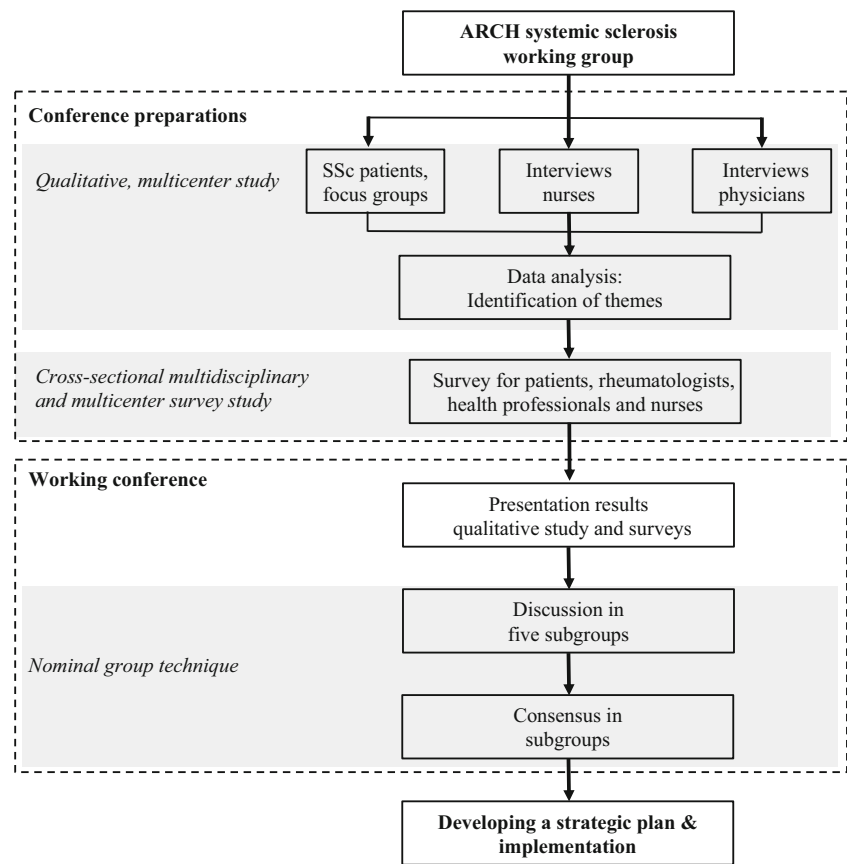 ARCH systemic sclerosis
working group
Conference preparations
Qualitative, multicenter study
SSc patients,
focus groups
Interviews
nurses
Interviews
physicians
Data analysis:
Identification of themes
Cross-sectional multidisciplinary
and multicenter survey study
Survey for patients, rheumatologists,
health professionals and nurses
Working conference
Presentation results
qualitative study and surveys
Discussion in
five subgroups
Nominal group technique
Consensus in
subgroups
Developing a strategic plan &
implementation